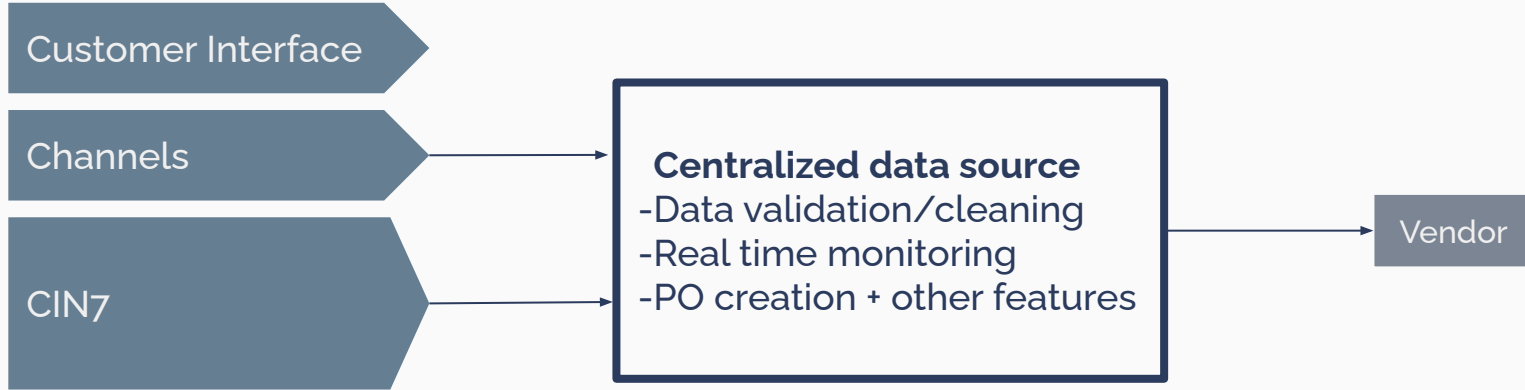 Customer Interface
Channels
CIN7
Centralized data source
-Data validation/cleaning
-Real time monitoring
-PO creation + other features
Vendor